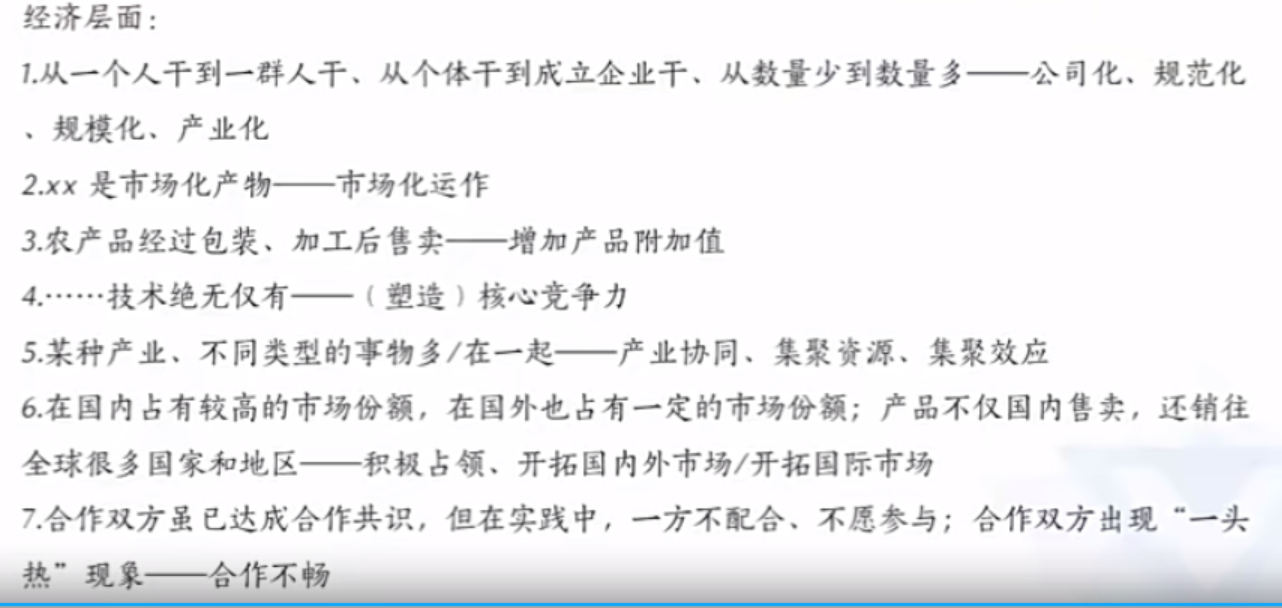 经济层面：
1.从一个人干到一群人干、从个体干到成立企业干、从数量少到数量多——公司化、规范化
、规模化、产业化
2.xx 是市场化产物——市场化运作
3.农产品经过包装、加工后售卖——增加产品附加值
4.……技术绝无仅有——（塑造）核心竞争力
5.某种产业、不同类型的事物多/在一起——产业协同、集聚资源、集聚效应
6.在国内占有较高的市场份额，在国外也占有一定的市场份额；产品不仅国内售卖，还销往
全球很多国家和地区——积极占领、开拓国内外市场/开拓国际市场
7.合作双方虽已达成合作共识，但在实践中，一方不配合、不愿参与；合作双方出现“一头
热”现象——合作不畅